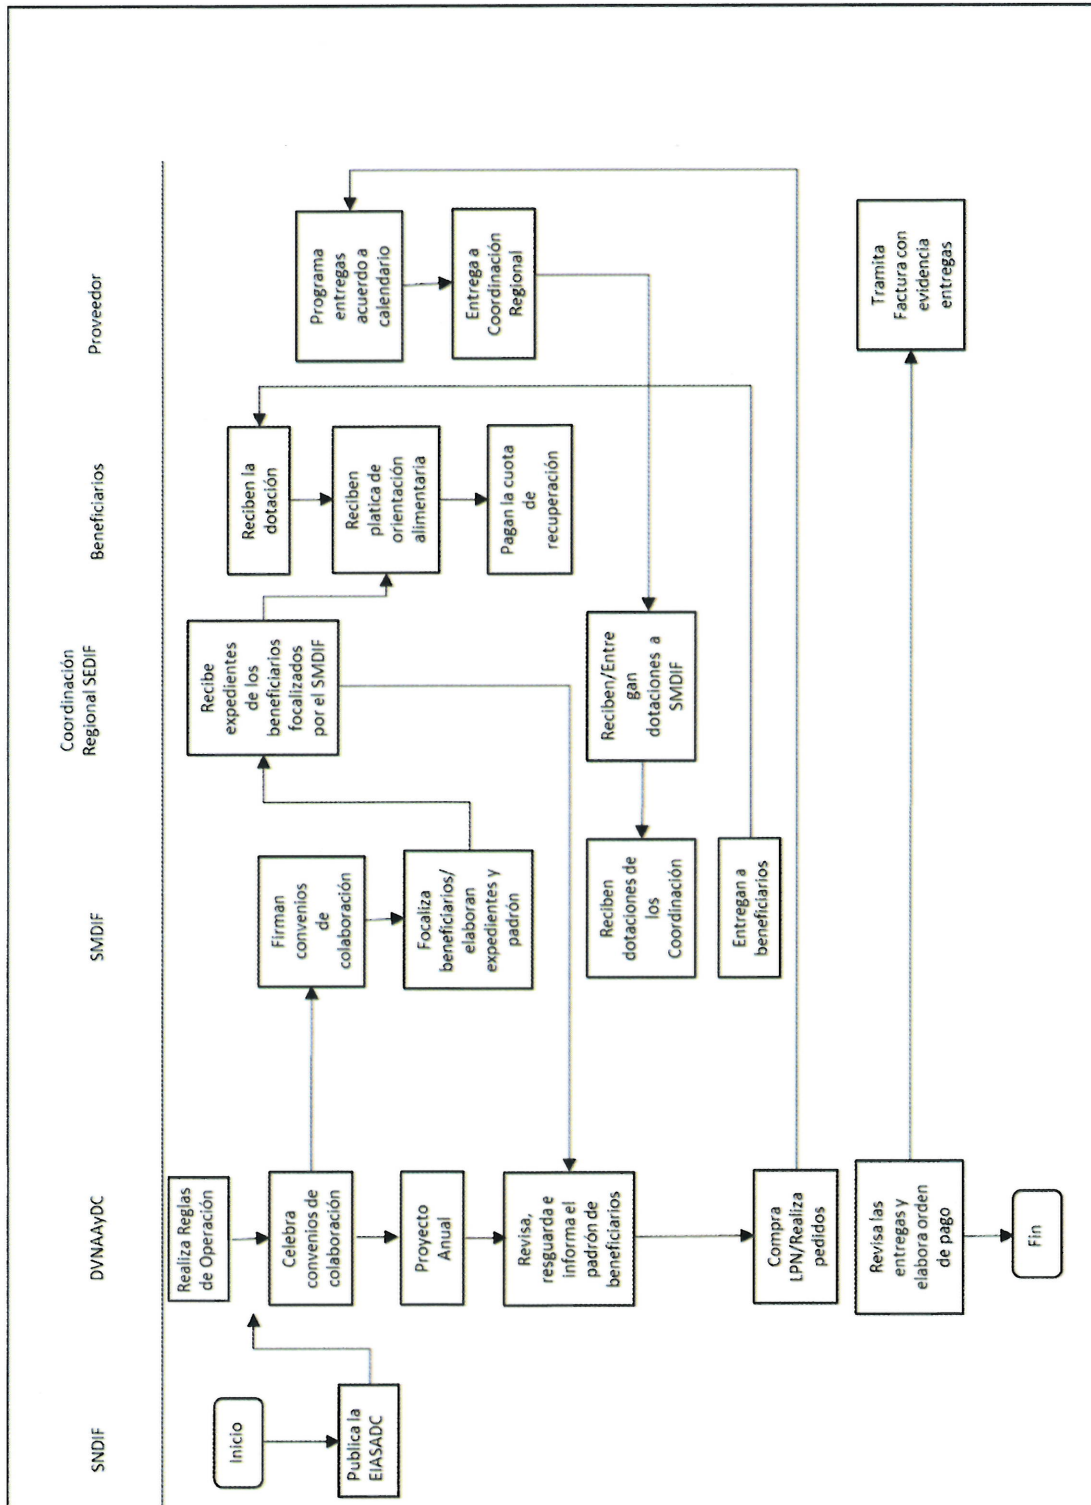 SNDIF
DVNAAyDC
SMDIF
Coordinación
Regional SEDIF
Beneficiarios
Proveedor
Inicio
Publica la
EIASADC
Realiza Reglas
de Operación
Celebra
convenios de
colaboración
Proyecto
Anual
Revisa,
resguarda e
informa el
padrón de
beneficiarios
Compra
LPN/Realiza
pedidos
Revisa las
entregas y
elabora orden
de pago
Fin
Firman
convenios
de
colaboración
Focaliza
beneficiarios/
elaboran
expedientes y
padrón
Reciben
dotaciones de
los
Coordinación
Entregan a
beneficiarios
Recibe
expedientes
de los
beneficiarios
focalizados
por el SMDIF
Reciben/Entre
gan
dotaciones a
SMDIF
Reciben la
dotación
Reciben
platica de
orientación
alimentaria
Pagan la cuota
de
recuperación
Programa
entregas
acuerdo a
calendario
Entrega a
Coordinación
Regional
Tramita
Factura con
evidencia
entregas